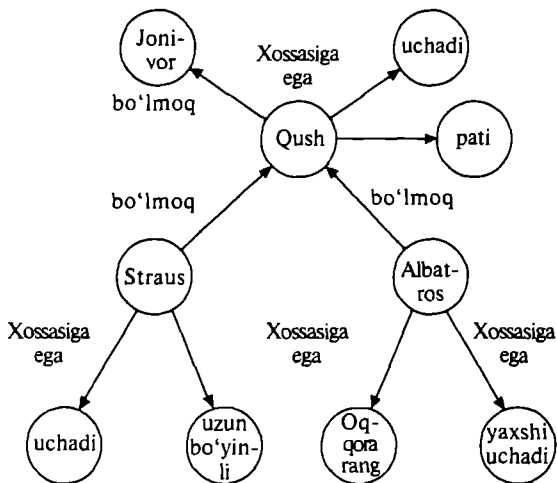 Joni-
vor
Xossasiga
ega
uchadi
bo‘lmoq
Qush
pati
bo‘lmoq
bo‘lmoq
Straus
Albat-
ros
Xossasiga
ega
Xossasiga
ega
Xossasiga
ega
uchadi
uzun
bo‘yin-
li
Oq-
qora
rang
yaxshi
uchadi